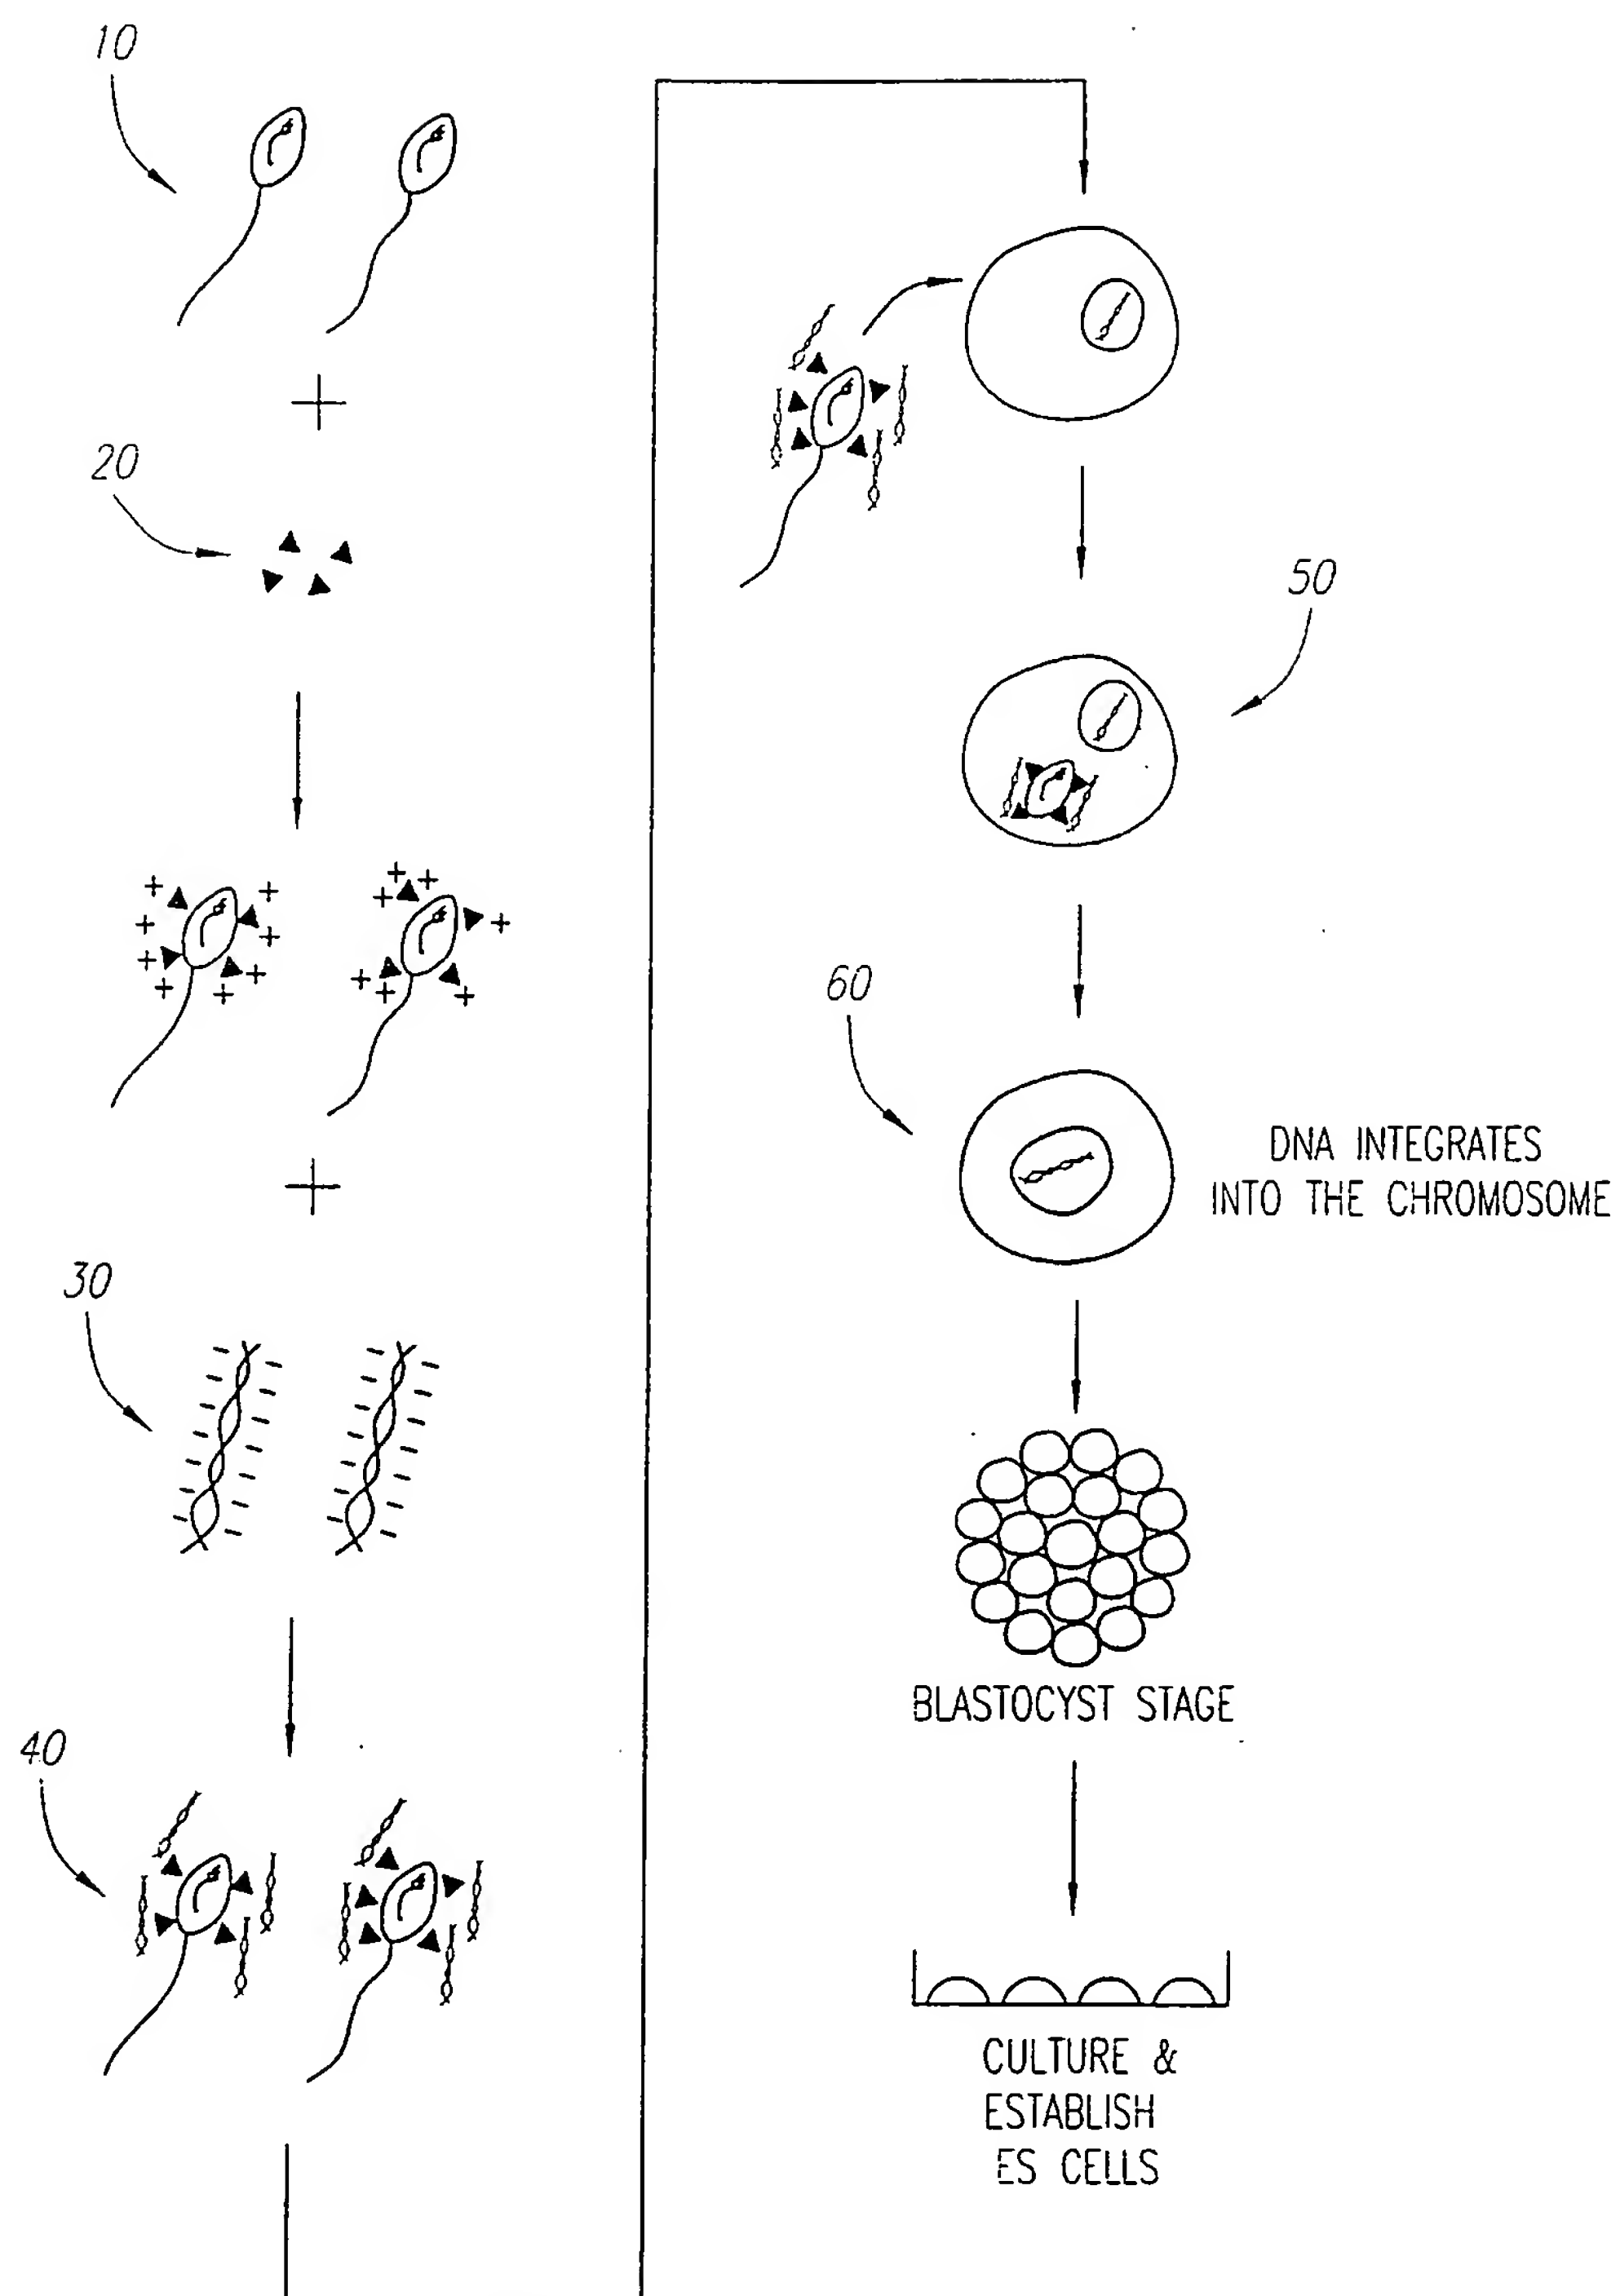 10
20
30
40
50
60
DNA INTEGRATES
INTO THE CHROMOSOME
BLASTOCYST STAGE
CULTURE &
ESTABLISH
ES CELLS